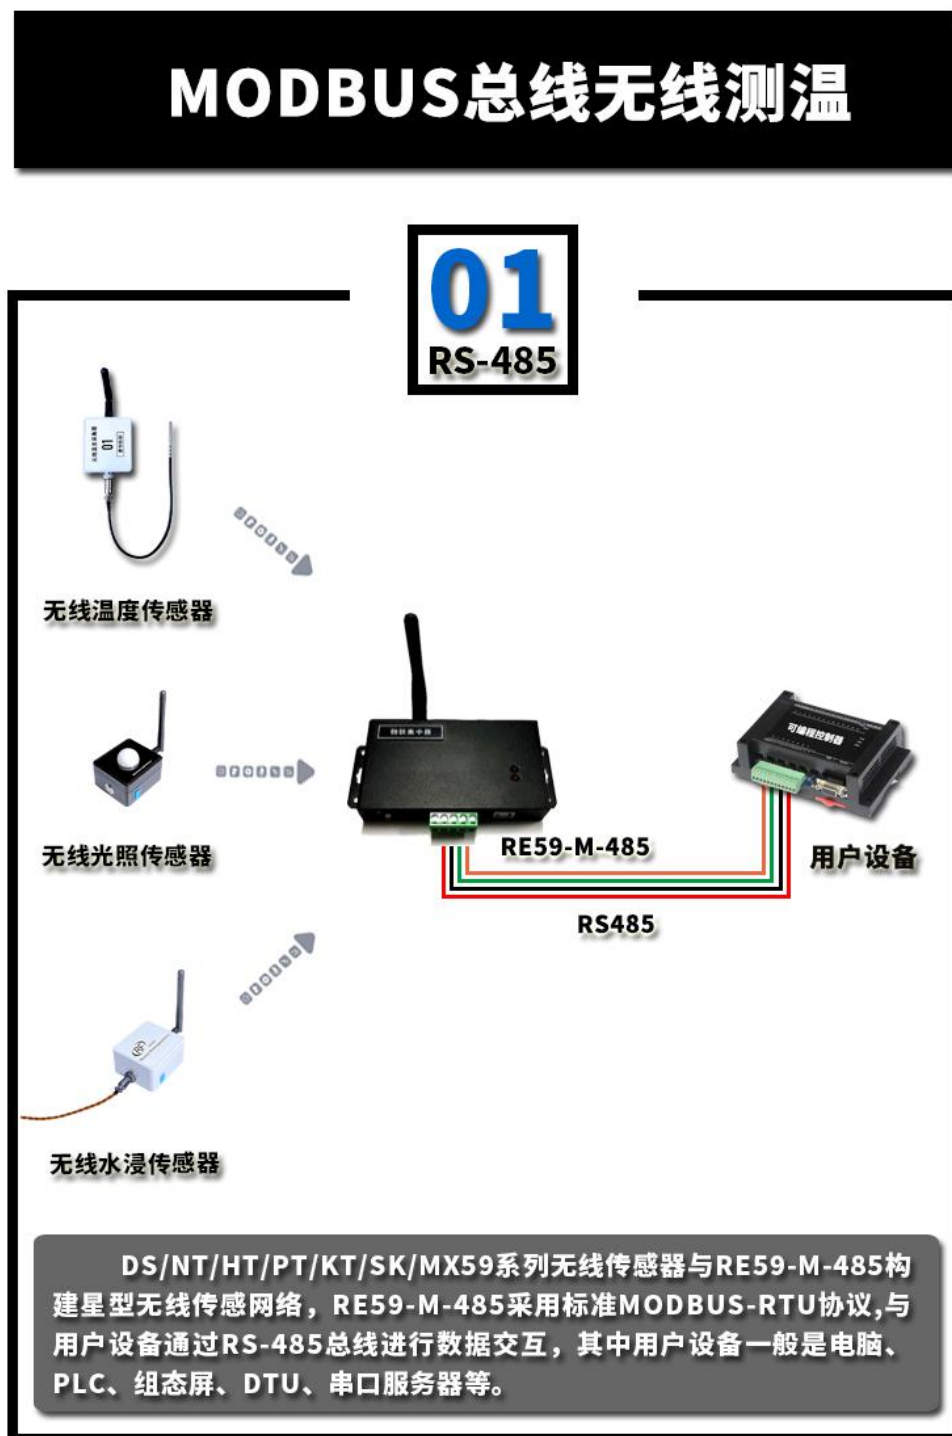 MODBUS总线无线测温
01
RS-485
01
无线温度传感器
可编程控制器
RE59-M-485
无线光照传感器
用户设备
RS485
无线水浸传感器
DS/NT/HT/PT/KT/SK/MX59系列无线传感器与RE59-M-485构
建星型无线传感网络，RE59-M-485采用标准MODBUS-RTU协议,与
用户设备通过RS-485总线进行数据交互，其中用户设备一般是电脑、
PLC、组态屏、DTU、串口服务器等。